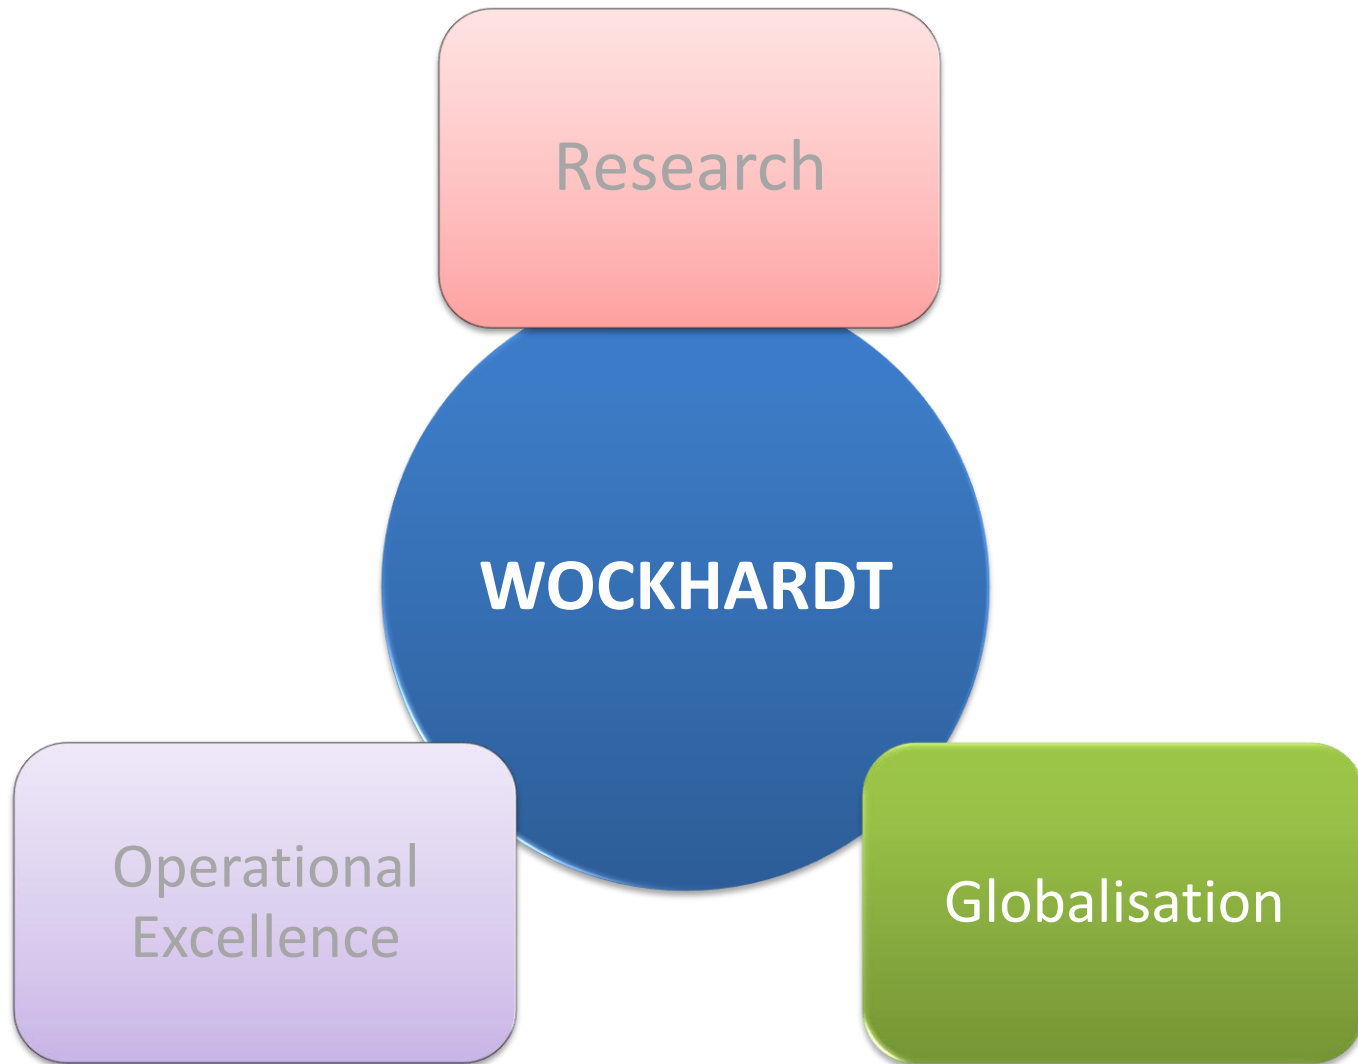 Research
WOCKHARDT
Operational
Excellence
Globalisation